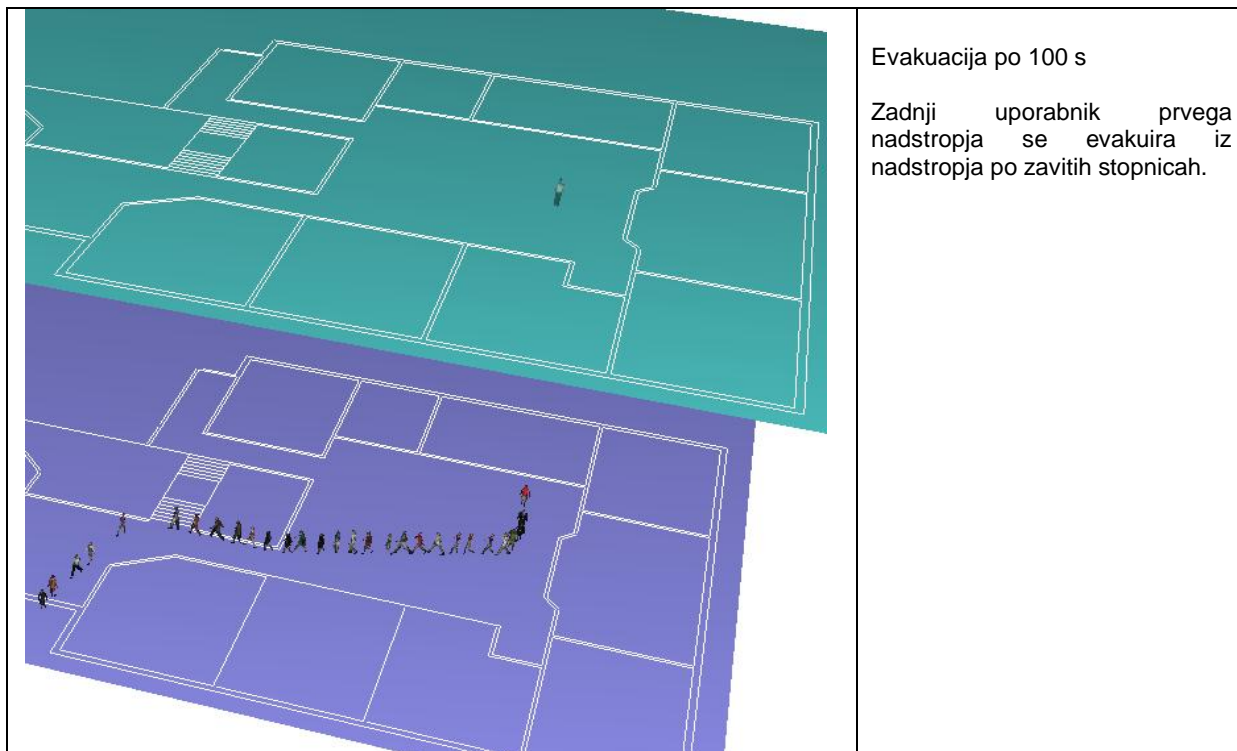 Evakuacija po 100 s
Zadnji uporabnik prvega
nadstropja se evakuira iz
nadstropja po zavitih stopnicah.